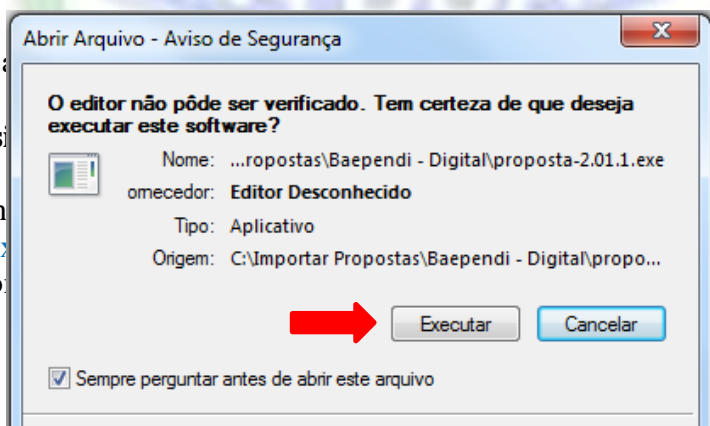 Abrir Arquivo - Aviso de Segurança
O editor não pôde ser verificado. Tem certeza de que deseja
executar este software?
Nome: ...ropostas\Baependi - Digital\proposta-2.01.1.exe
ornecedor: Editor Desconhecido
Tipo: Aplicativo
Origem: C:\Importar Propostas\Baependi - Digital\propo...
Executar Cancelar
Sempre perguntar antes de abrir este arquivo